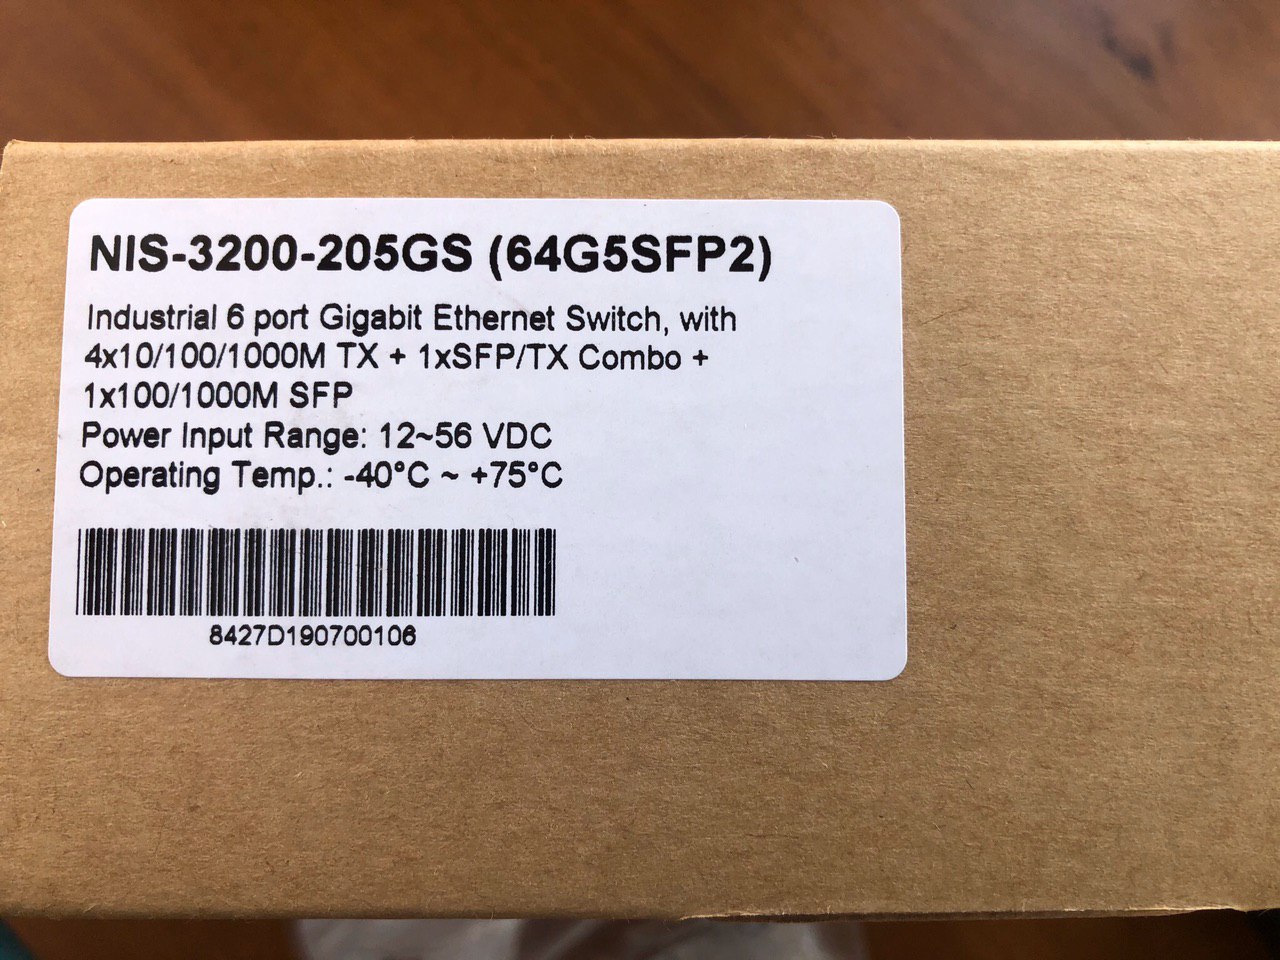 NIS-3200-205GS (64G5SFP2)
Industrial 6 port Gigabit Ethernet Switch, with
4x10/100/1000M TX + 1xSFP/TX Combo +
1x100/1000M SFP
Power Input Range: 12~56 VDC
Operating Temp.: -40°C ~ +75°C
8427D190700106